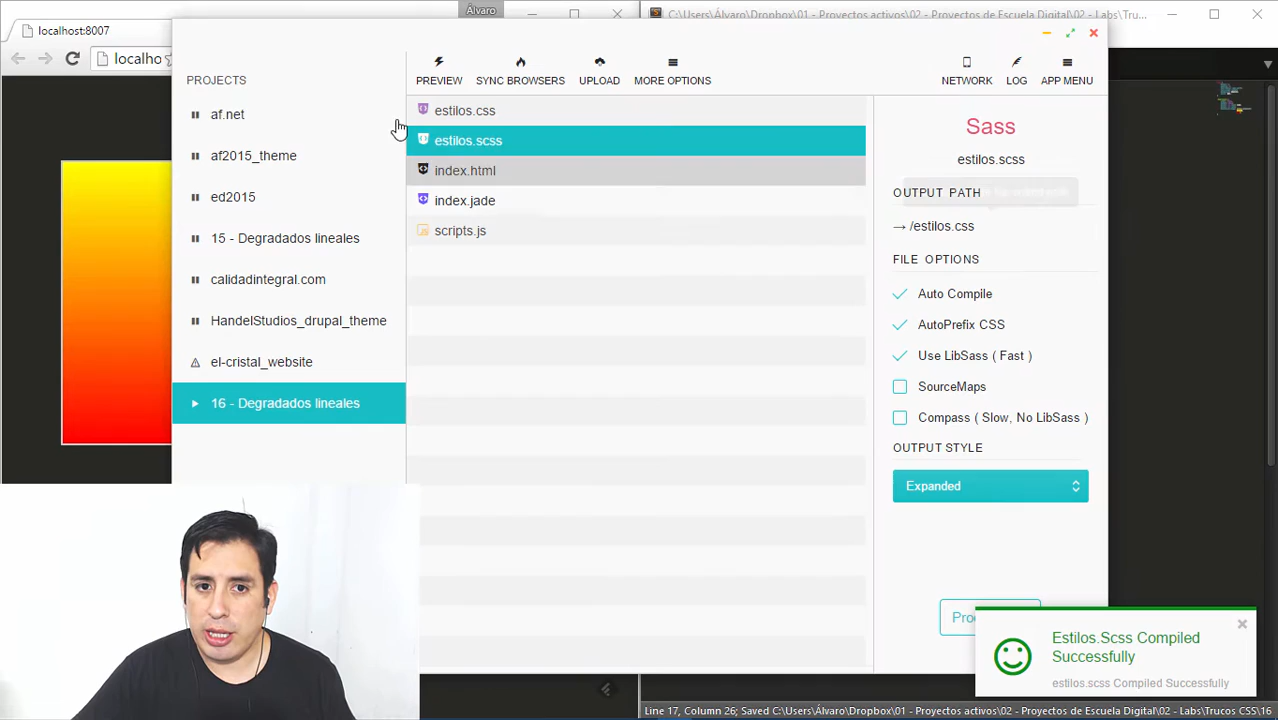 Álvaro
C:\Users\Álvaro\Dropbox\01 - Proyectos activos\02 - Proyectos de Escuela Digital\02 - Labs\Tru...
localhost:8007
localho
PROJECTS
PREVIEW
SYNC BROWSERS
UPLOAD
MORE OPTIONS
NETWORK
LOG
APP MENU
af.net
af2015_theme
ed2015
15 - Degradados lineales
calidadintegral.com
HandelStudios_drupal_theme
el-cristal_website
16 - Degradados lineales
estilos.css
estilos.scss
index.html
index.jade
scripts.js
Sass
estilos.scss
OUTPUT PATH
→ /estilos.css
FILE OPTIONS
Auto Compile
AutoPrefix CSS
Use LibSass ( Fast )
SourceMaps
Compass ( Slow, No LibSass )
OUTPUT STYLE
Expanded
Estilos.Scss Compiled
Successfully
estilos.scss Compiled Successfully
Line 17, Column 26; Saved C:\Users\Álvaro\Dropbox\01 - Proyectos activos\02 - Proyectos de Escuela Digital\02 - Labs\Trucos CSS\16